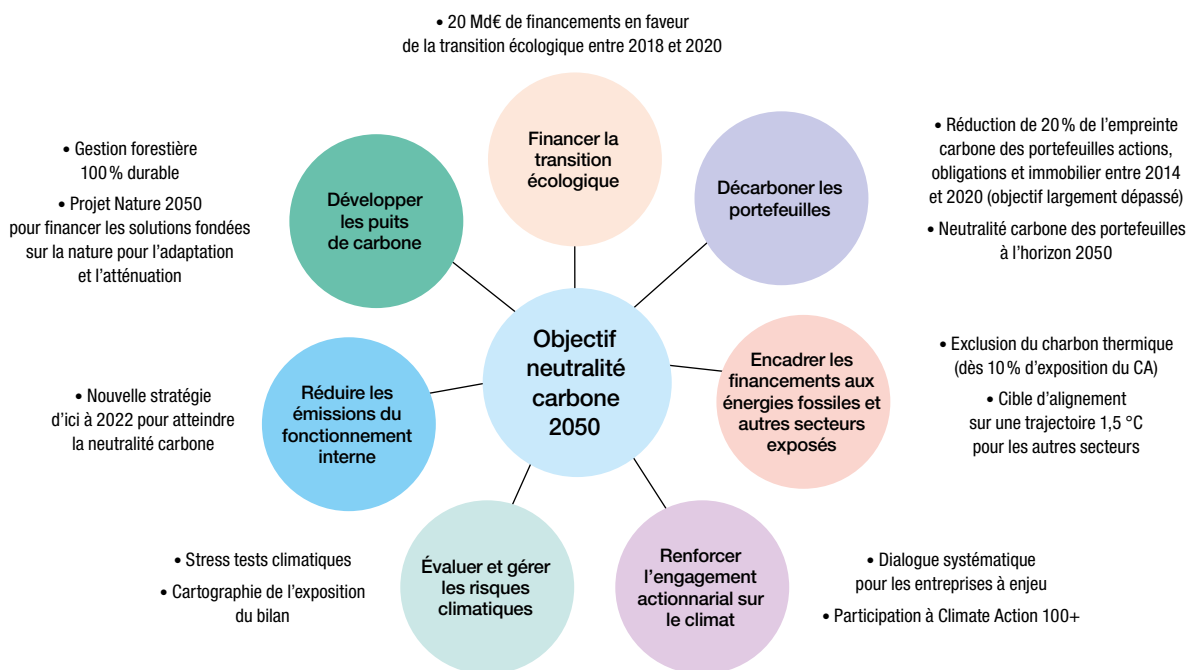 • 20 Md€ de financements en faveur
de la transition écologique entre 2018 et 2020
Financer la
transition
écologique
Décarboner les
portefeuilles
• Réduction de 20 % de l’empreinte
carbone des portefeuilles actions,
obligations et immobilier entre 2014
et 2020 (objectif largement dépassé)
• Neutralité carbone des portefeuilles
à l’horizon 2050
Encadrer les
financements aux
énergies fossiles et
autres secteurs
exposés
• Exclusion du charbon thermique
(dès 10 % d’exposition du CA)
• Cible d’alignement
sur une trajectoire 1,5 °C
pour les autres secteurs
Renforcer
l’engagement
actionnarial sur
le climat
• Dialogue systématique
pour les entreprises à enjeu
• Participation à Climate Action 100+
Évaluer et gérer
les risques
climatiques
• Stress tests climatiques
• Cartographie de l’exposition
du bilan
Réduire les
émissions du
fonctionnement
interne
• Nouvelle stratégie
d’ici à 2022 pour atteindre
la neutralité carbone
Développer
les puits
de carbone
• Gestion forestière
100 % durable
• Projet Nature 2050
pour financer les solutions fondées
sur la nature pour l’adaptation
et l’atténuation
Objectif
neutralité
carbone
2050